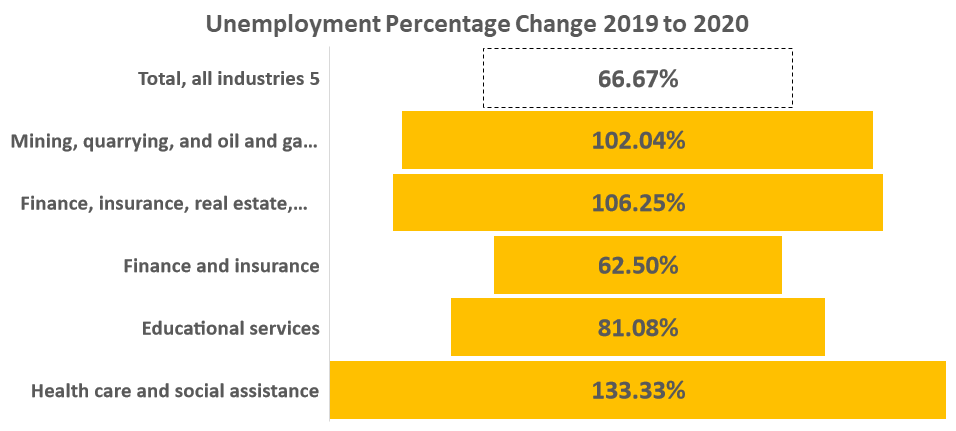 Unemployment Percentage Change 2019 to 2020
Total, all industries 5 66.67%
Mining, quarrying, and oil and ga... 102.04%
Finance, insurance, real estate,... 106.25%
Finance and insurance 62.50%
Educational services 81.08%
Health care and social assistance 133.33%